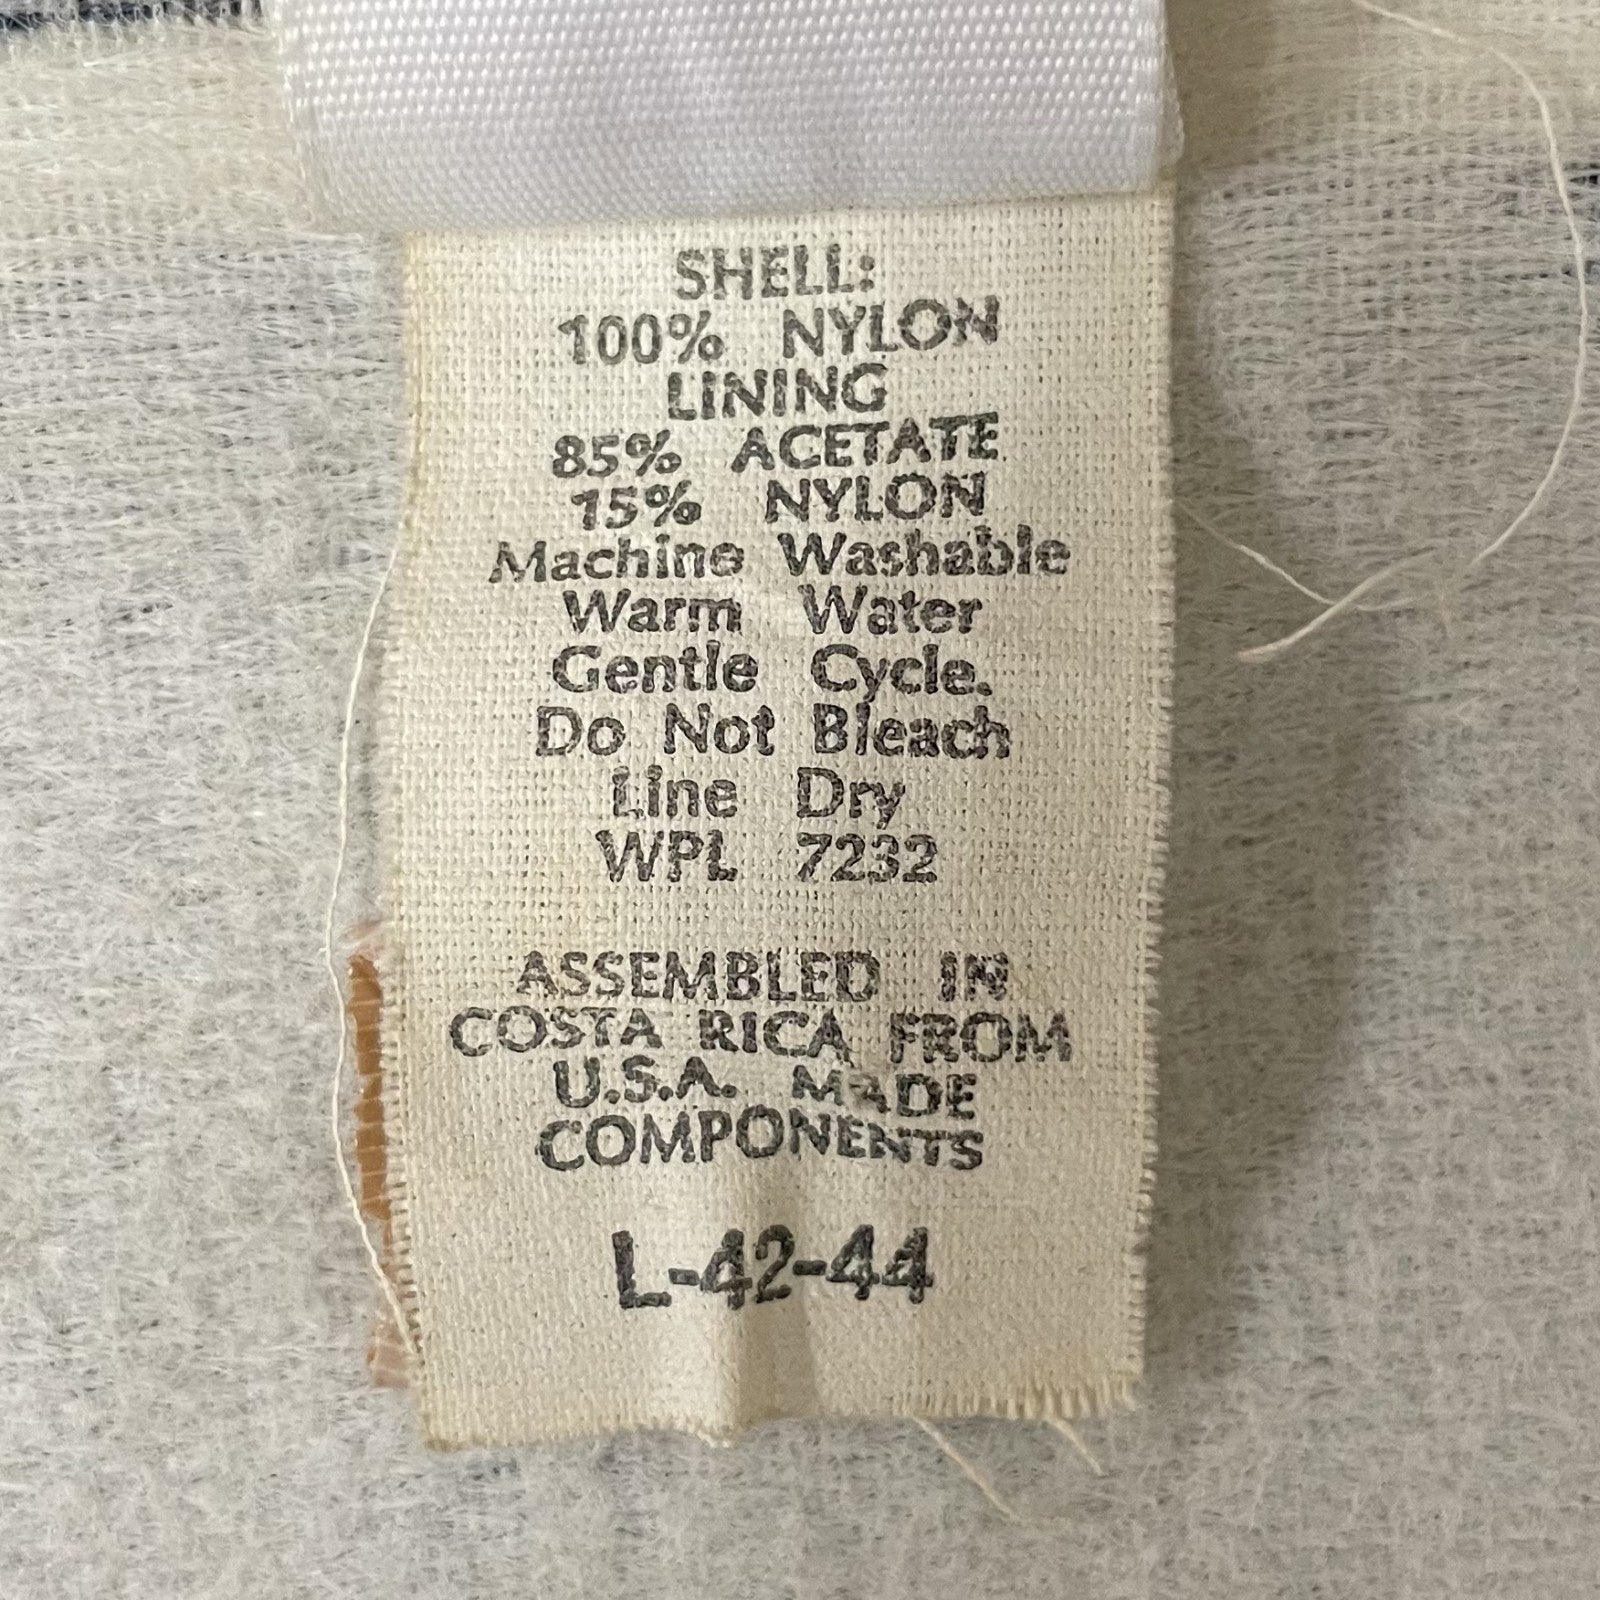 SHELL:
100% NYLON
LINING
85% ACETATE
15% NYLON
Machine Washable
Warm Water
Gentle Cycle.
Do Not Bleach
Line Dry
WPL 7232
ASSEMBLED IN
COSTA RICA FROM
U.S.A. MADE
COMPONENTS
L-42-44